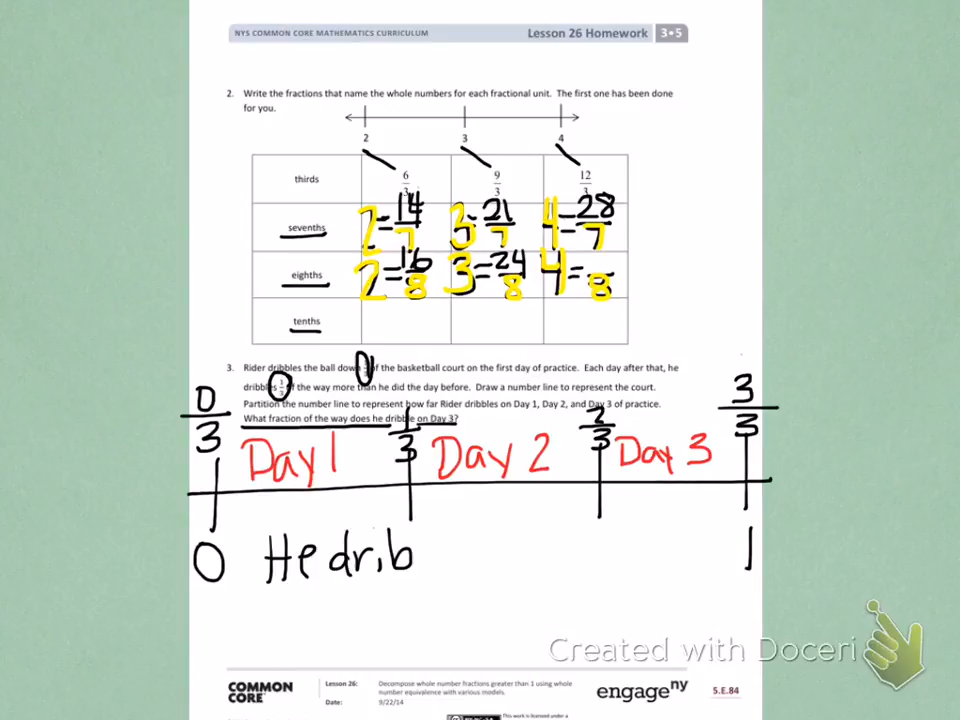 NYS COMMON CORE MATHEMATICS CURRICULUM Lesson 26 Homework 3•5
2. Write the fractions that name the whole numbers for each fractional unit. The first one has been done
for you.
2 3 4
thirds 6/3 9/3 12/3
sevenths 2=14/7 3=21/7 4=28/7
eighths 2=16/8 3=24/8 4= /8
tenths
3. Rider dribbles the ball down of the basketball court on the first day of practice. Each day after that, he
dribbles of the way more than he did the day before. Draw a number line to represent the court.
Partition the number line to represent how far Rider dribbles on Day 1, Day 2, and Day 3 of practice.
What fraction of the way does he dribble on Day 3?
0/3 1/3 2/3 3/3
Day 1 Day 2 Day 3
0 He drib 1
Created with Doceri
COMMON CORE
Lesson 26: Decompose whole number fractions greater than 1 using whole
number equivalence with various models.
Date: 9/22/14
engage ny
5.E.84
This work is licensed under a